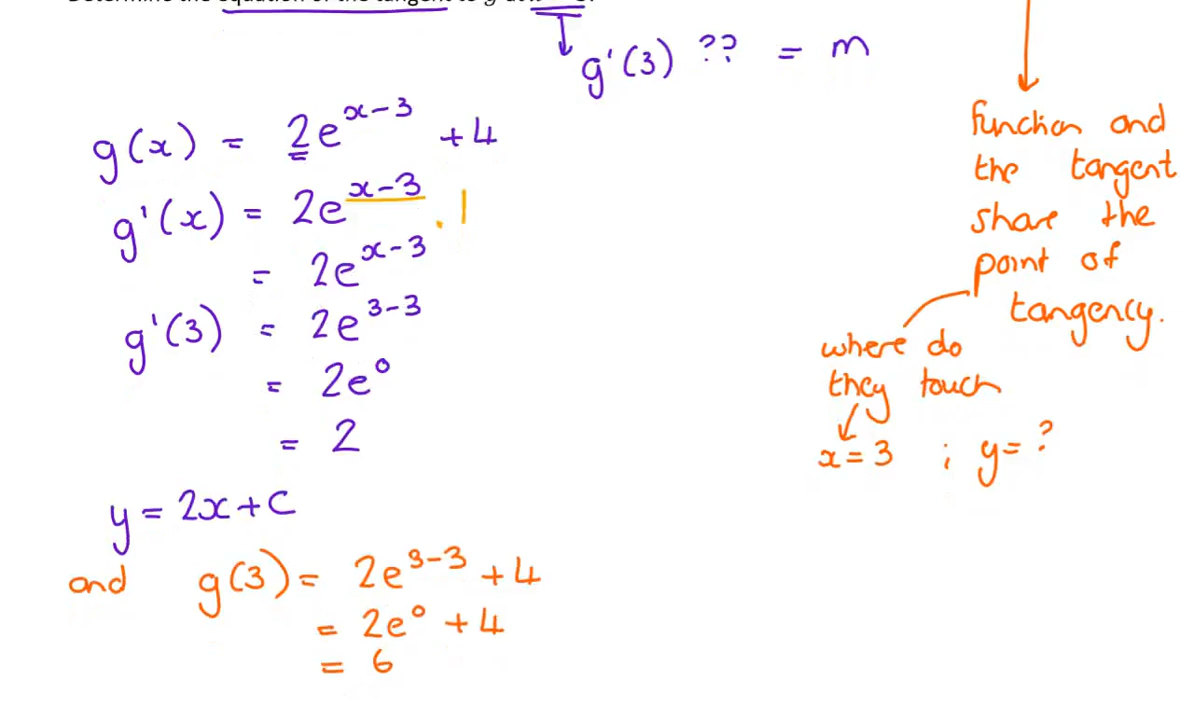 g'(3) ?? = m
g(x) = 2e^{x-3} + 4
g'(x) = 2e^{x-3} . 1
= 2e^{x-3}
g'(3) = 2e^{3-3}
= 2e^0
= 2
y = 2x + C
and g(3) = 2e^{3-3} + 4
= 2e^0 + 4
= 6
function and
the tangent
share the
point of
tangency.
where do
they touch
x = 3 ; y = ?